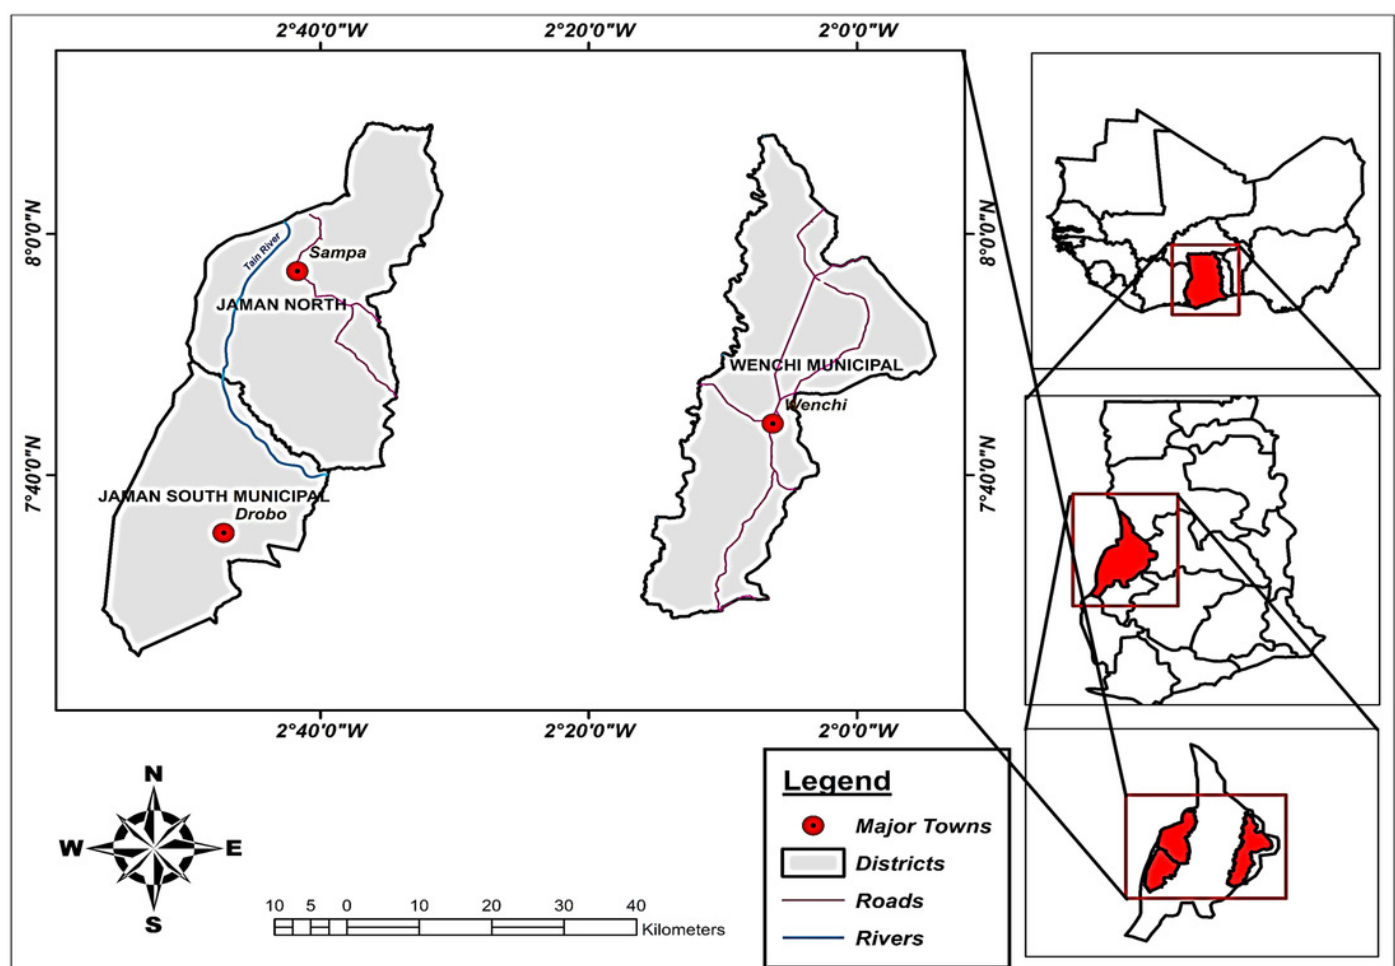 2°40'0"W 2°20'0"W 2°0'0"W
8°0'0"N
8°0'0"N
Tain River
Sampa
JAMAN NORTH
WENCHI MUNICIPAL
Wenchi
7°40'0"N
7°40'0"N
JAMAN SOUTH MUNICIPAL
Drobo
2°40'0"W 2°20'0"W 2°0'0"W
N
W E
S
10 5 0 10 20 30 40
Kilometers
Legend
Major Towns
Districts
Roads
Rivers